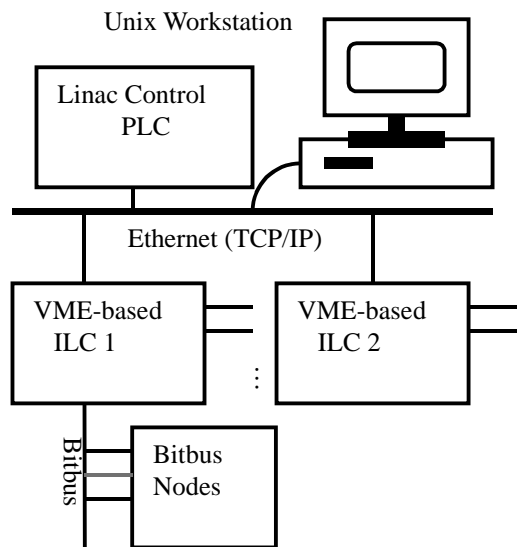 Unix Workstation
Linac Control
PLC
Ethernet (TCP/IP)
VME-based
ILC 1
VME-based
ILC 2
⋮
Bitbus
Bitbus
Nodes